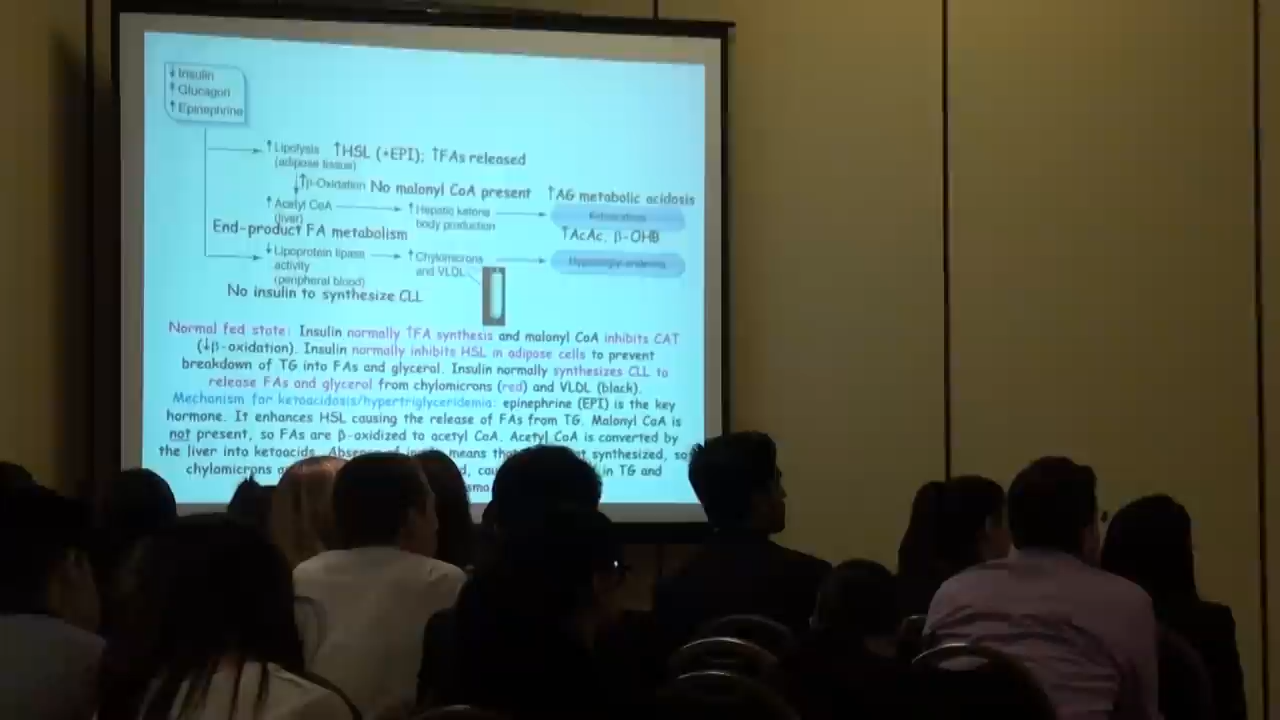 ↓ Insulin
↑ Glucagon
↑ Epinephrine
↑ Lipolysis ↑HSL (+EPI); ↑FAs released
(adipose tissue)
↑β-Oxidation No malonyl CoA present ↑AG metabolic acidosis
↑ Acetyl CoA
(liver)
↑ Hepatic ketone
body production
Ketoacidosis
End-product FA metabolism
↑AcAc, β-OHB
↓ Lipoprotein lipase
activity
(peripheral blood)
↑ Chylomicrons
and VLDL
No insulin to synthesize CLL
Normal fed state: Insulin normally ↑FA synthesis and malonyl CoA inhibits CAT
(↓β-oxidation). Insulin normally inhibits HSL in adipose cells to prevent
breakdown of TG into FAs and glyceral. Insulin normally synthesizes CLL to
release FAs and glycerol from chylomicrons (red) and VLDL (black).
Mechanism for ketoacidosis/hypertriglyceridemia: epinephrine (EPI) is the key
hormone. It enhances HSL causing the release of FAs from TG. Malonyl CoA is
not present, so FAs are β-oxidized to acetyl CoA. Acetyl CoA is converted by
the liver into ketoacids. Absence of means synthesized, so
chylomicrons in TG and